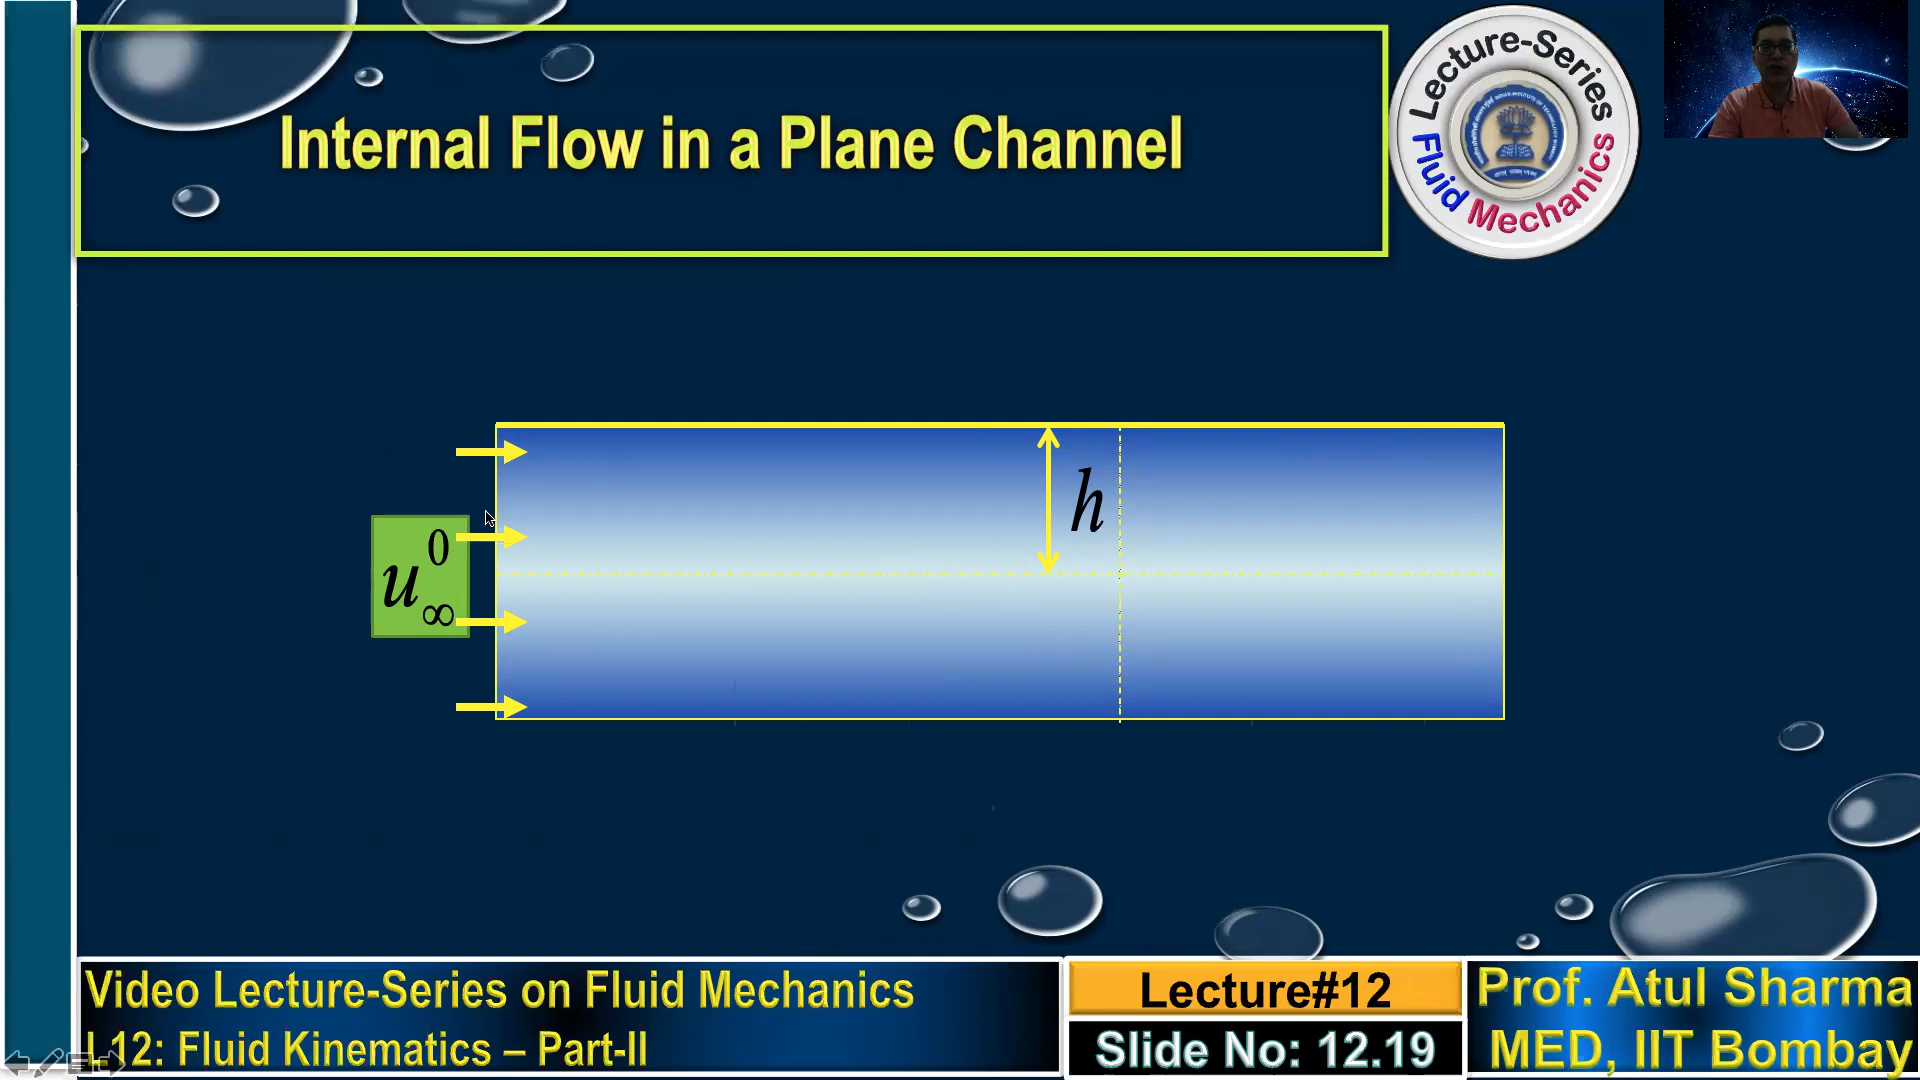 Internal Flow in a Plane Channel
Lecture-Series
Fluid Mechanics
h
u∞⁰
Video Lecture-Series on Fluid Mechanics
L12: Fluid Kinematics – Part-II
Lecture#12
Slide No: 12.19
Prof. Atul Sharma
MED, IIT Bombay